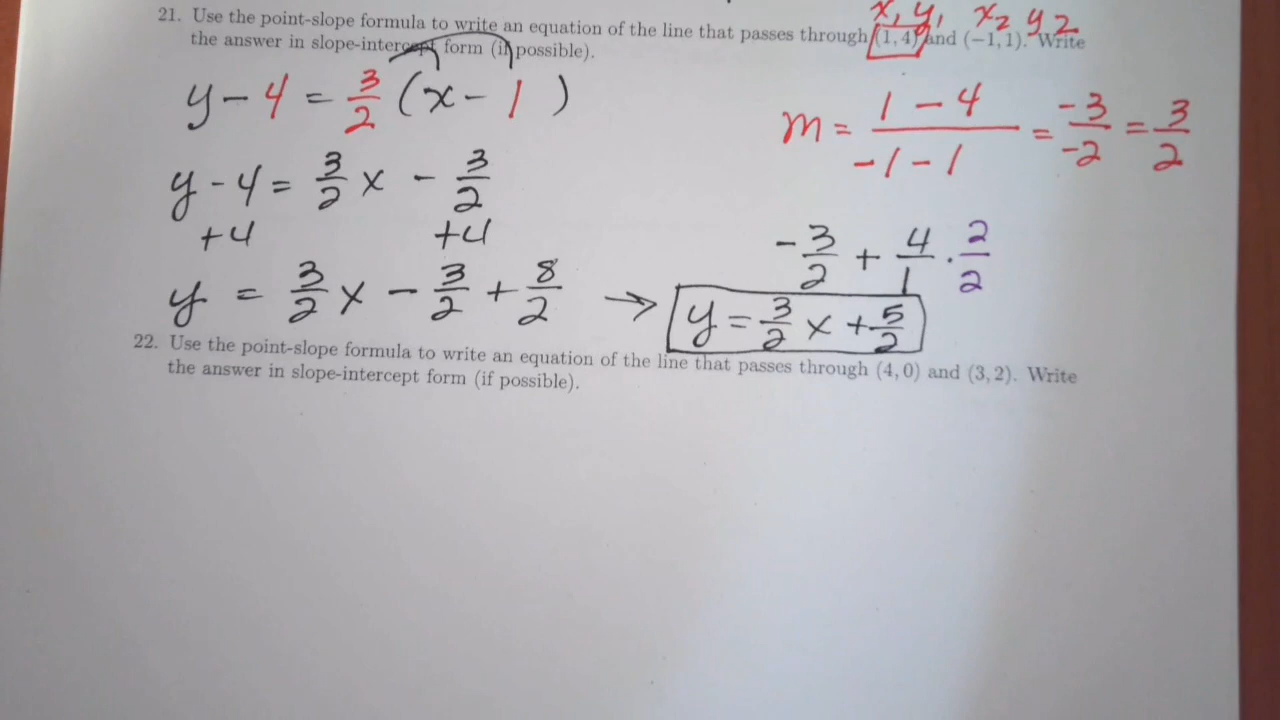 x₁ y₁ x₂ y₂
21. Use the point-slope formula to write an equation of the line that passes through (1, 4) and (−1, 1). Write
the answer in slope-intercept form (if possible).
y - 4 = 3/2 (x - 1)
m = (1 - 4)/(-1 - 1) = -3/-2 = 3/2
y - 4 = 3/2 x - 3/2
+4 +4
-3/2 + 4/1 · 2/2
y = 3/2 x - 3/2 + 8/2 → y = 3/2 x + 5/2
22. Use the point-slope formula to write an equation of the line that passes through (4, 0) and (3, 2). Write
the answer in slope-intercept form (if possible).